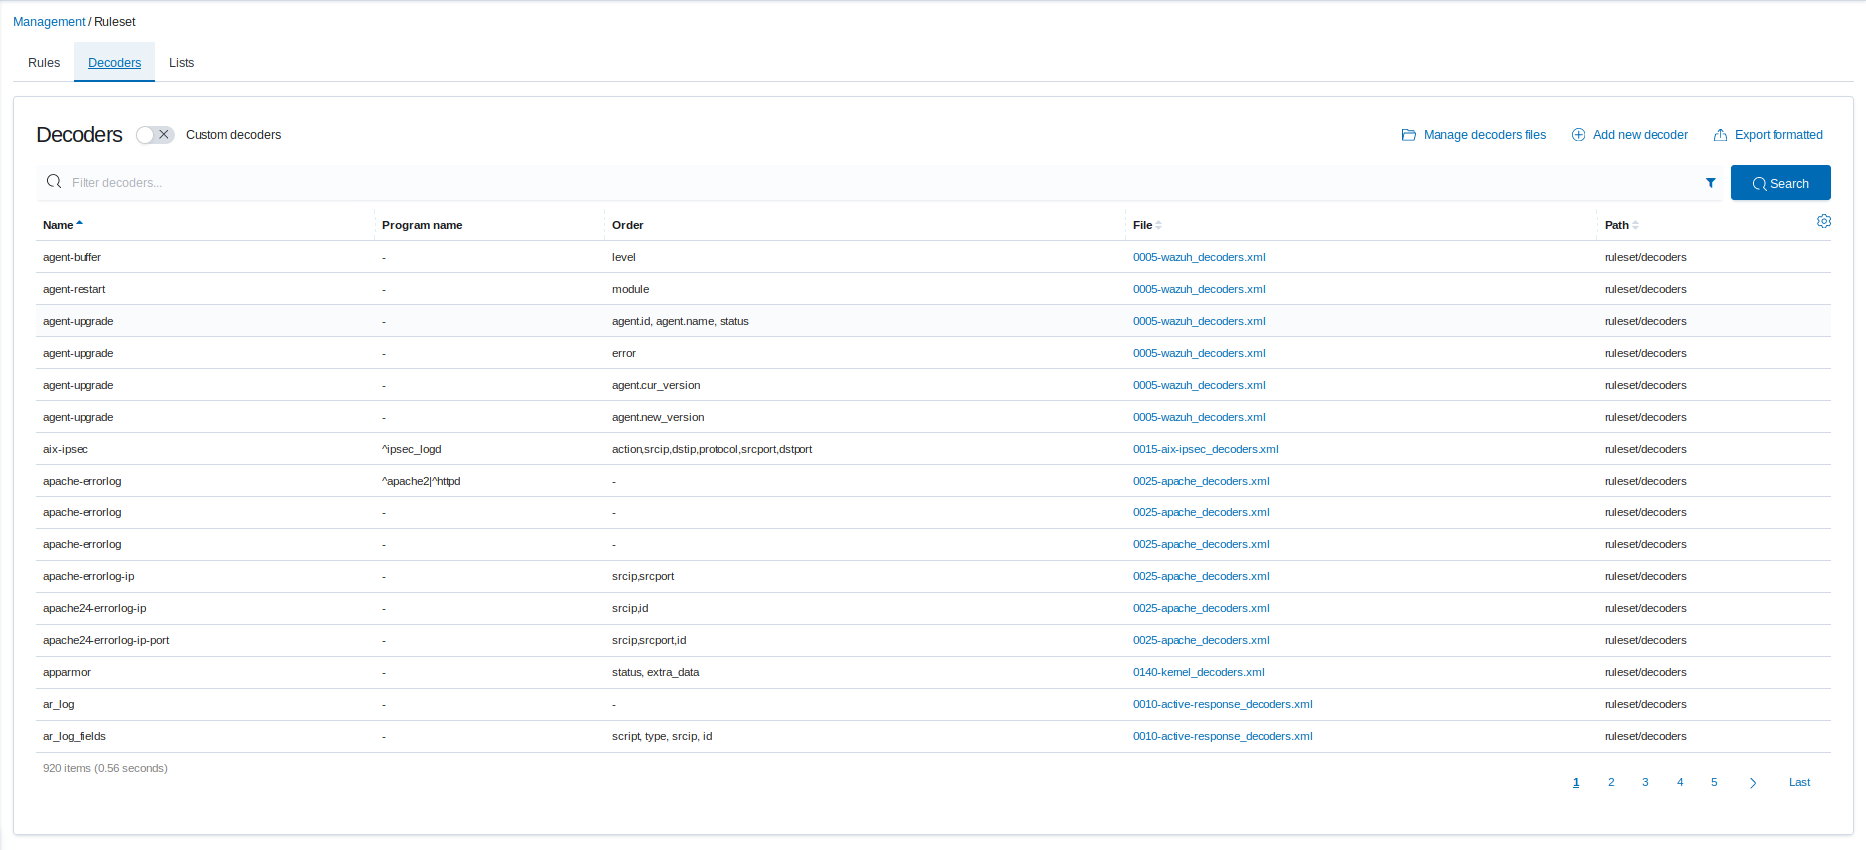 Management / Ruleset
Rules Decoders Lists
Decoders Custom decoders Manage decoders files Add new decoder Export formatted
Filter decoders... Search
Name Program name Order File Path
agent-buffer - level 0005-wazuh_decoders.xml ruleset/decoders
agent-restart - module 0005-wazuh_decoders.xml ruleset/decoders
agent-upgrade - agent.id, agent.name, status 0005-wazuh_decoders.xml ruleset/decoders
agent-upgrade - error 0005-wazuh_decoders.xml ruleset/decoders
agent-upgrade - agent.cur_version 0005-wazuh_decoders.xml ruleset/decoders
agent-upgrade - agent.new_version 0005-wazuh_decoders.xml ruleset/decoders
aix-ipsec ^ipsec_logd action,srcip,dstip,protocol,srcport,dstport 0015-aix-ipsec_decoders.xml ruleset/decoders
apache-errorlog ^apache2|^httpd - 0025-apache_decoders.xml ruleset/decoders
apache-errorlog - - 0025-apache_decoders.xml ruleset/decoders
apache-errorlog - - 0025-apache_decoders.xml ruleset/decoders
apache-errorlog-ip - srcip,srcport 0025-apache_decoders.xml ruleset/decoders
apache24-errorlog-ip - srcip,id 0025-apache_decoders.xml ruleset/decoders
apache24-errorlog-ip-port - srcip,srcport,id 0025-apache_decoders.xml ruleset/decoders
apparmor - status, extra_data 0140-kernel_decoders.xml ruleset/decoders
ar_log - - 0010-active-response_decoders.xml ruleset/decoders
ar_log_fields - script, type, srcip, id 0010-active-response_decoders.xml ruleset/decoders
920 items (0.56 seconds)
1 2 3 4 5 Last